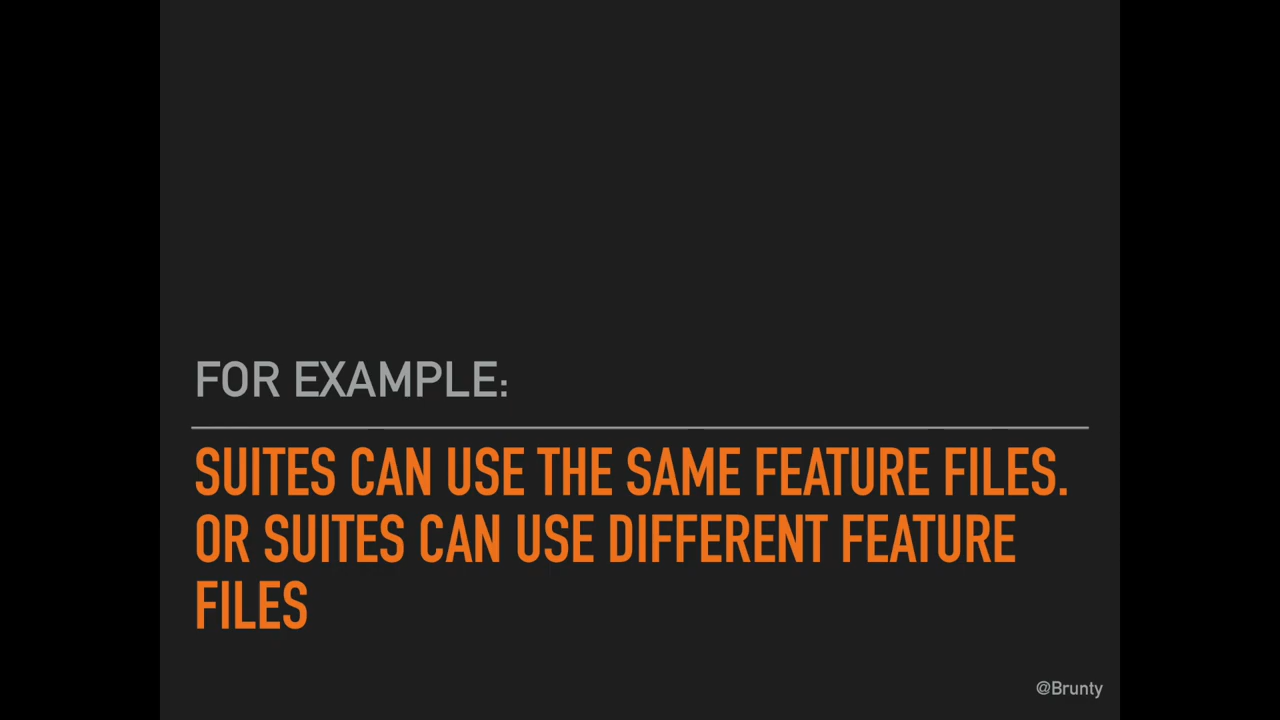 FOR EXAMPLE:
SUITES CAN USE THE SAME FEATURE FILES.
OR SUITES CAN USE DIFFERENT FEATURE
FILES
@Brunty